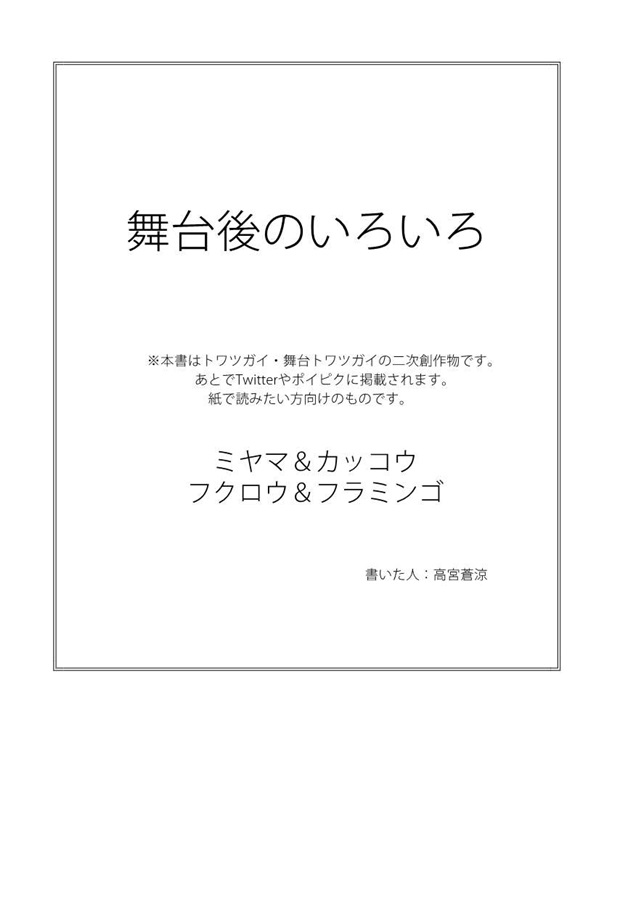 舞台後のいろいろ
※本書はトワツガイ・舞台トワツガイの二次創作物です。
あとでTwitterやポイピクに掲載されます。
紙で読みたい方向けのものです。
ミヤマ＆カッコウ
フクロウ＆フラミンゴ
書いた人：高宮蒼涼